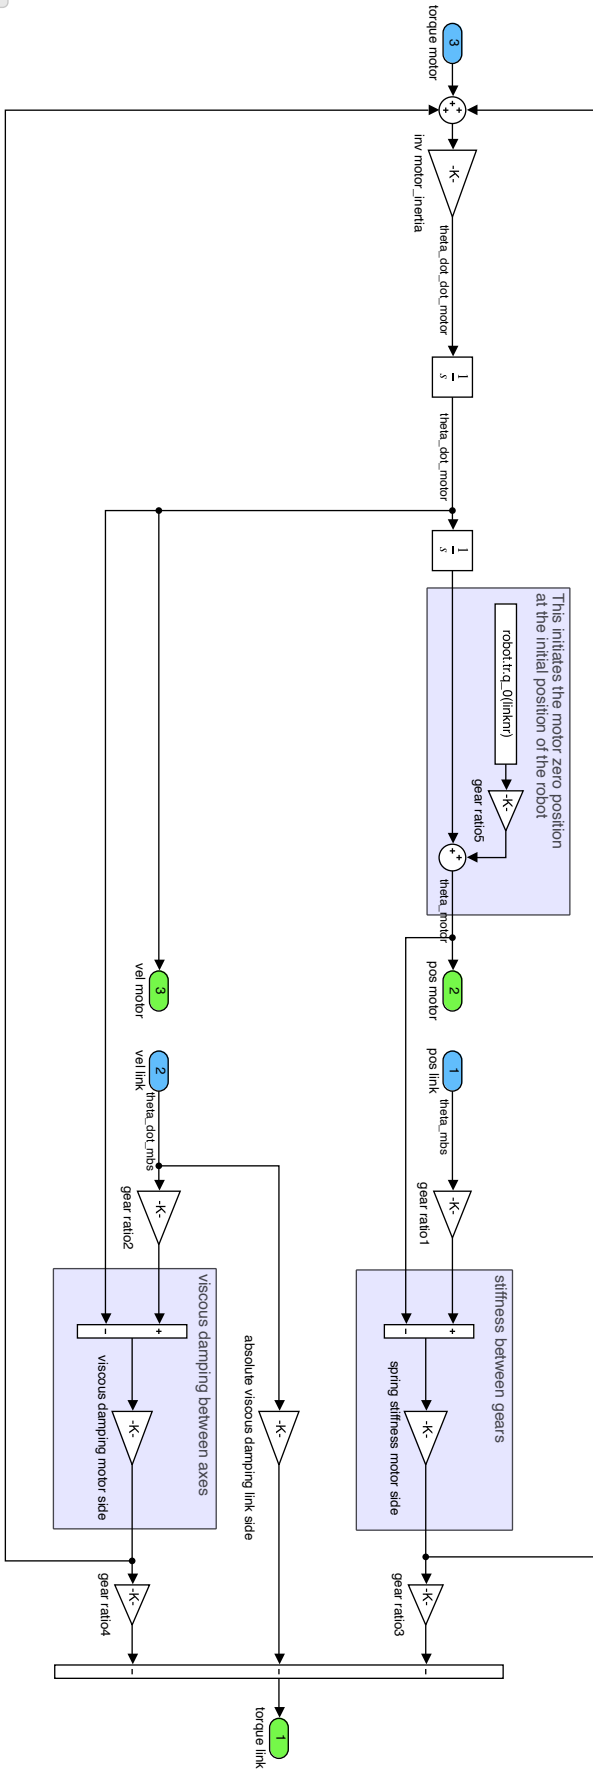 3
torque motor
+
+
+
-K-
inv motor_inertia
theta_dot_dot_motor
1
s
theta_dot_motor
1
s
This initiates the motor zero position
at the initial position of the robot
robot.tr.q_0(linknr)
-K-
gear ratio5
+
+
theta_motor
2
pos motor
3
vel motor
1
pos link
theta_mbs
2
vel link
theta_dot_mbs
-K-
gear ratio1
-K-
gear ratio2
stiffness between gears
+
-
-K-
spring stiffness motor side
-K-
absolute viscous damping link side
viscous damping between axes
+
-
-K-
viscous damping motor side
-K-
gear ratio3
-K-
gear ratio4
-
-
-
1
torque link